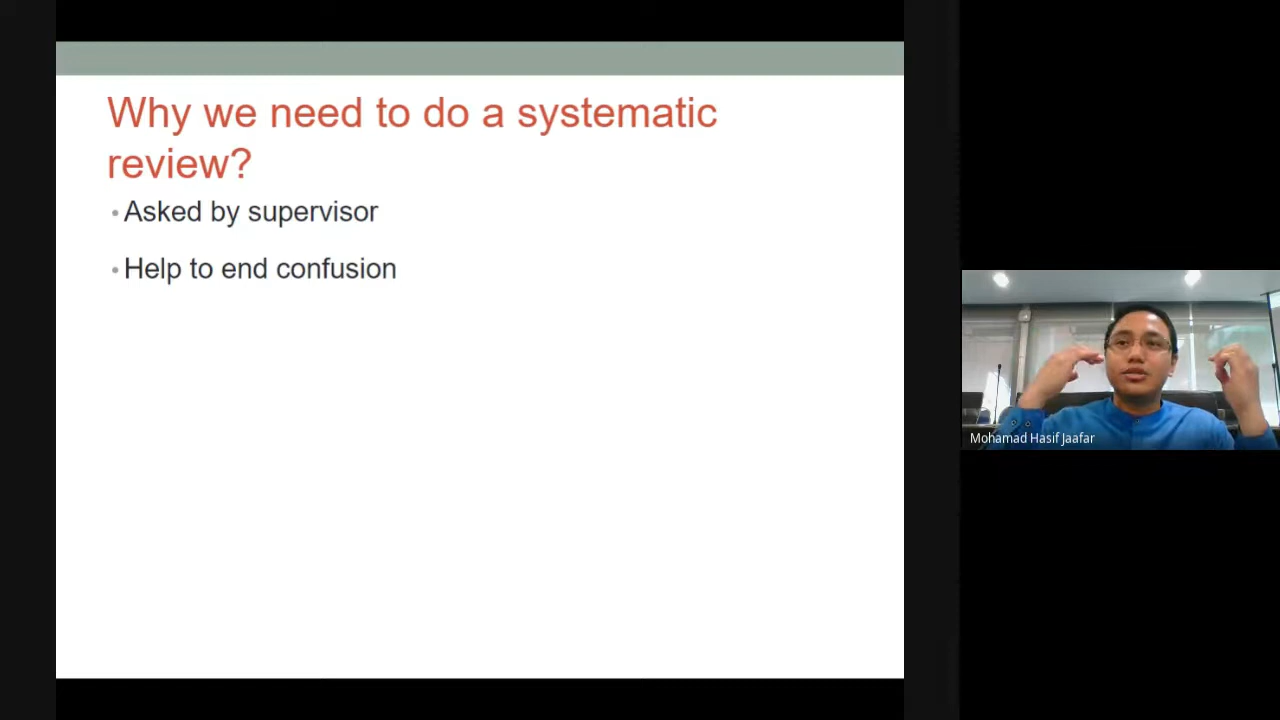 Why we need to do a systematic
review?
• Asked by supervisor
• Help to end confusion
Mohamad Hasif Jaafar